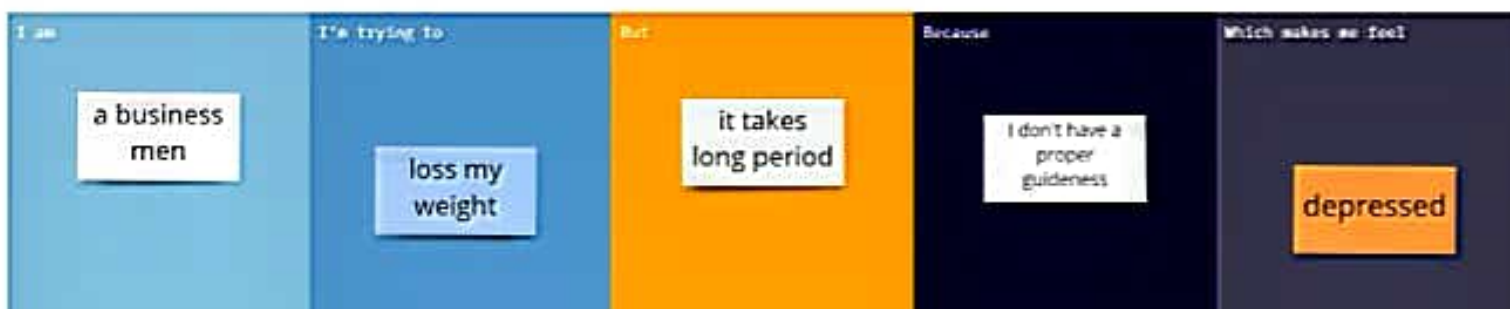 I am
a business
men
I'm trying to
loss my
weight
But
it takes
long period
Because
I don't have a
proper
guideness
Which makes me feel
depressed